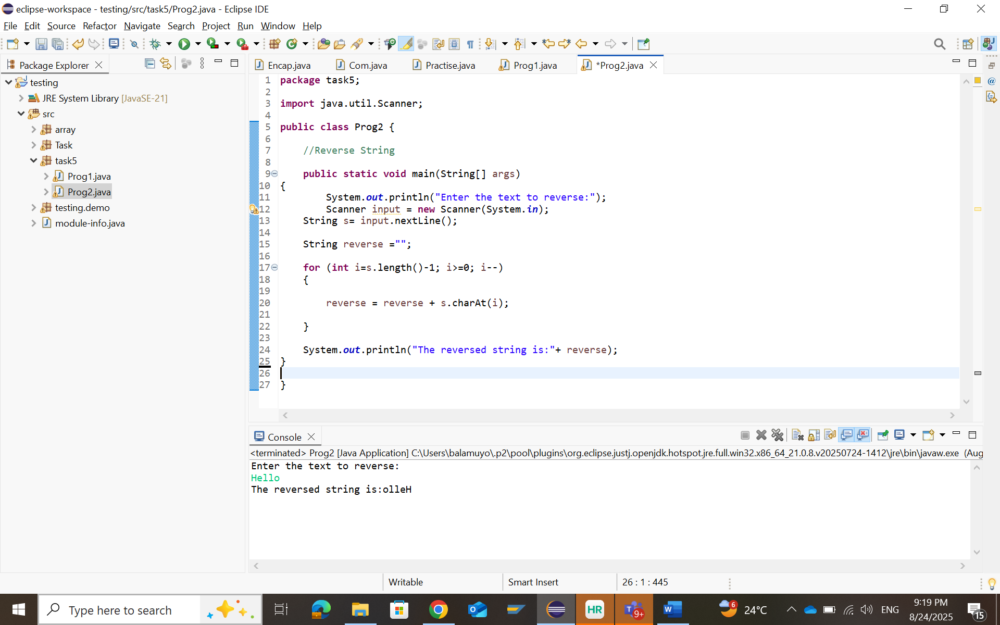 eclipse-workspace - testing/src/task5/Prog2.java - Eclipse IDE
File Edit Source Refactor Navigate Search Project Run Window Help
Package Explorer
testing
JRE System Library [JavaSE-21]
src
array
Task
task5
Prog1.java
Prog2.java
testing.demo
module-info.java
Encap.java Com.java Practise.java Prog1.java *Prog2.java
1 package task5;
2
3 import java.util.Scanner;
4
5 public class Prog2 {
6
7 //Reverse String
8
9 public static void main(String[] args)
10 {
11 System.out.println("Enter the text to reverse:");
12 Scanner input = new Scanner(System.in);
13 String s= input.nextLine();
14
15 String reverse ="";
16
17 for (int i=s.length()-1; i>=0; i--)
18 {
19
20 reverse = reverse + s.charAt(i);
21
22 }
23
24 System.out.println("The reversed string is:"+ reverse);
25 }
26
27 }
Console
<terminated> Prog2 [Java Application] C:\Users\balamuyo\.p2\pool\plugins\org.eclipse.justj.openjdk.hotspot.jre.full.win32.x86_64_21.0.8.v20250724-1412\jre\bin\javaw.exe (Aug
Enter the text to reverse:
Hello
The reversed string is:olleH
Writable Smart Insert 26 : 1 : 445
Type here to search
HR
9+
6
24°C
ENG
9:19 PM
8/24/2025
15